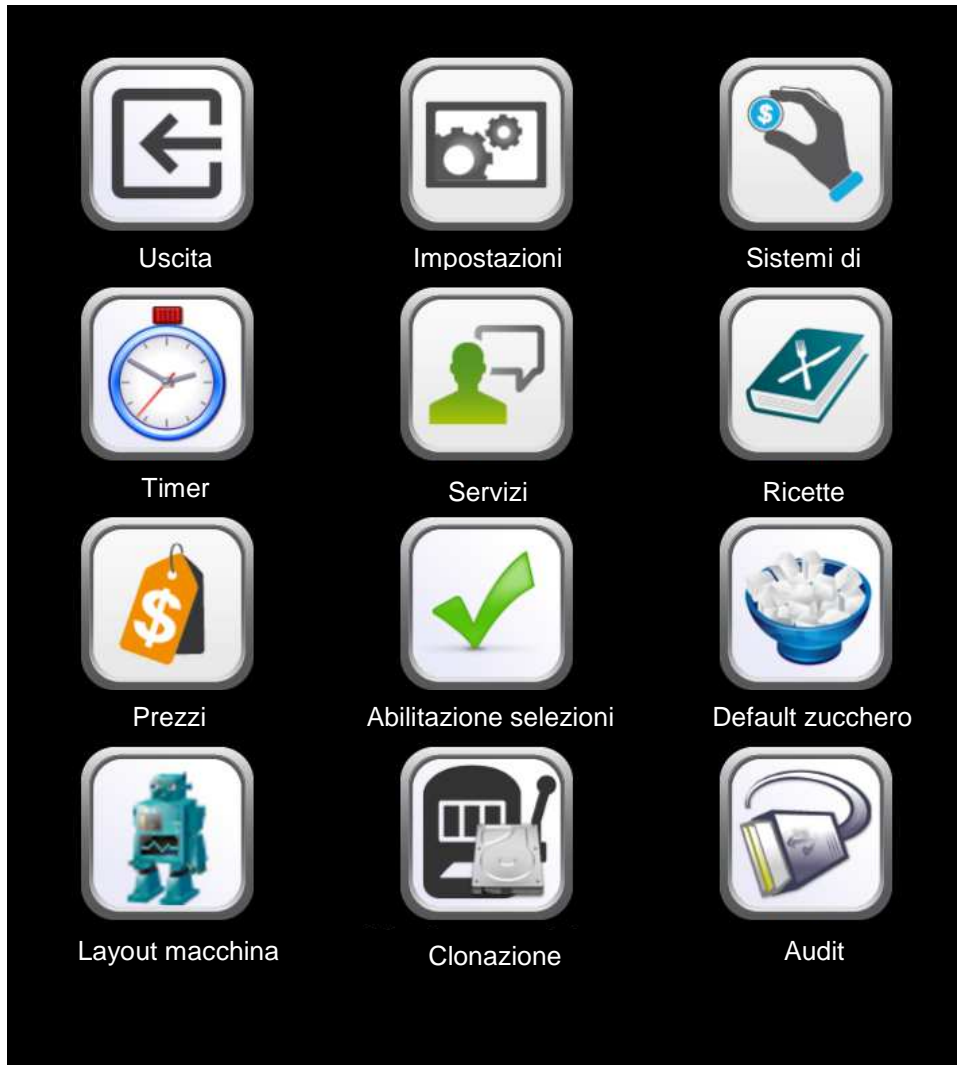 Uscita
Impostazioni
Sistemi di
Timer
Servizi
Ricette
Prezzi
Abilitazione selezioni
Default zucchero
Layout macchina
Clonazione
Audit